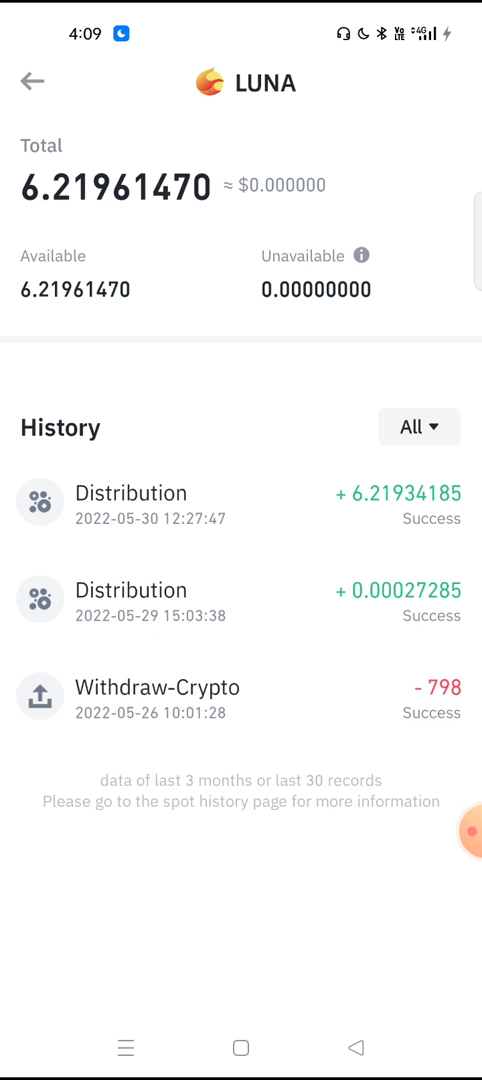 4:09 Vo LTE 4G
LUNA
Total
6.21961470 ≈ $0.000000
Available Unavailable
6.21961470 0.00000000
History All
Distribution + 6.21934185
2022-05-30 12:27:47 Success
Distribution + 0.00027285
2022-05-29 15:03:38 Success
Withdraw-Crypto - 798
2022-05-26 10:01:28 Success
data of last 3 months or last 30 records
Please go to the spot history page for more information